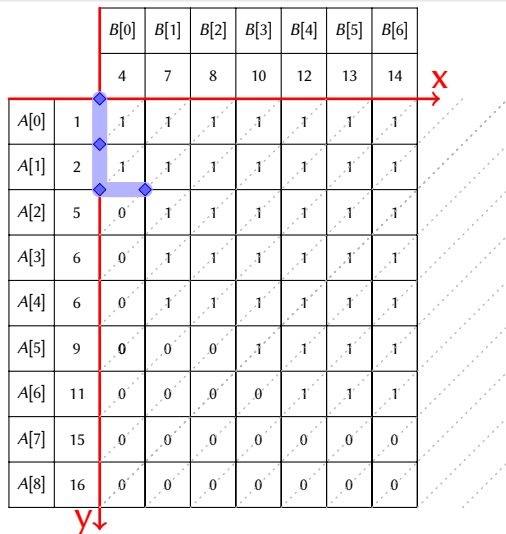 B[0] B[1] B[2] B[3] B[4] B[5] B[6]
4 7 8 10 12 13 14
x
A[0] 1 1 1 1 1 1 1 1
A[1] 2 1 1 1 1 1 1 1
A[2] 5 0 1 1 1 1 1 1
A[3] 6 0 1 1 1 1 1 1
A[4] 6 0 1 1 1 1 1 1
A[5] 9 0 0 0 1 1 1 1
A[6] 11 0 0 0 0 1 1 1
A[7] 15 0 0 0 0 0 0 0
A[8] 16 0 0 0 0 0 0 0
y